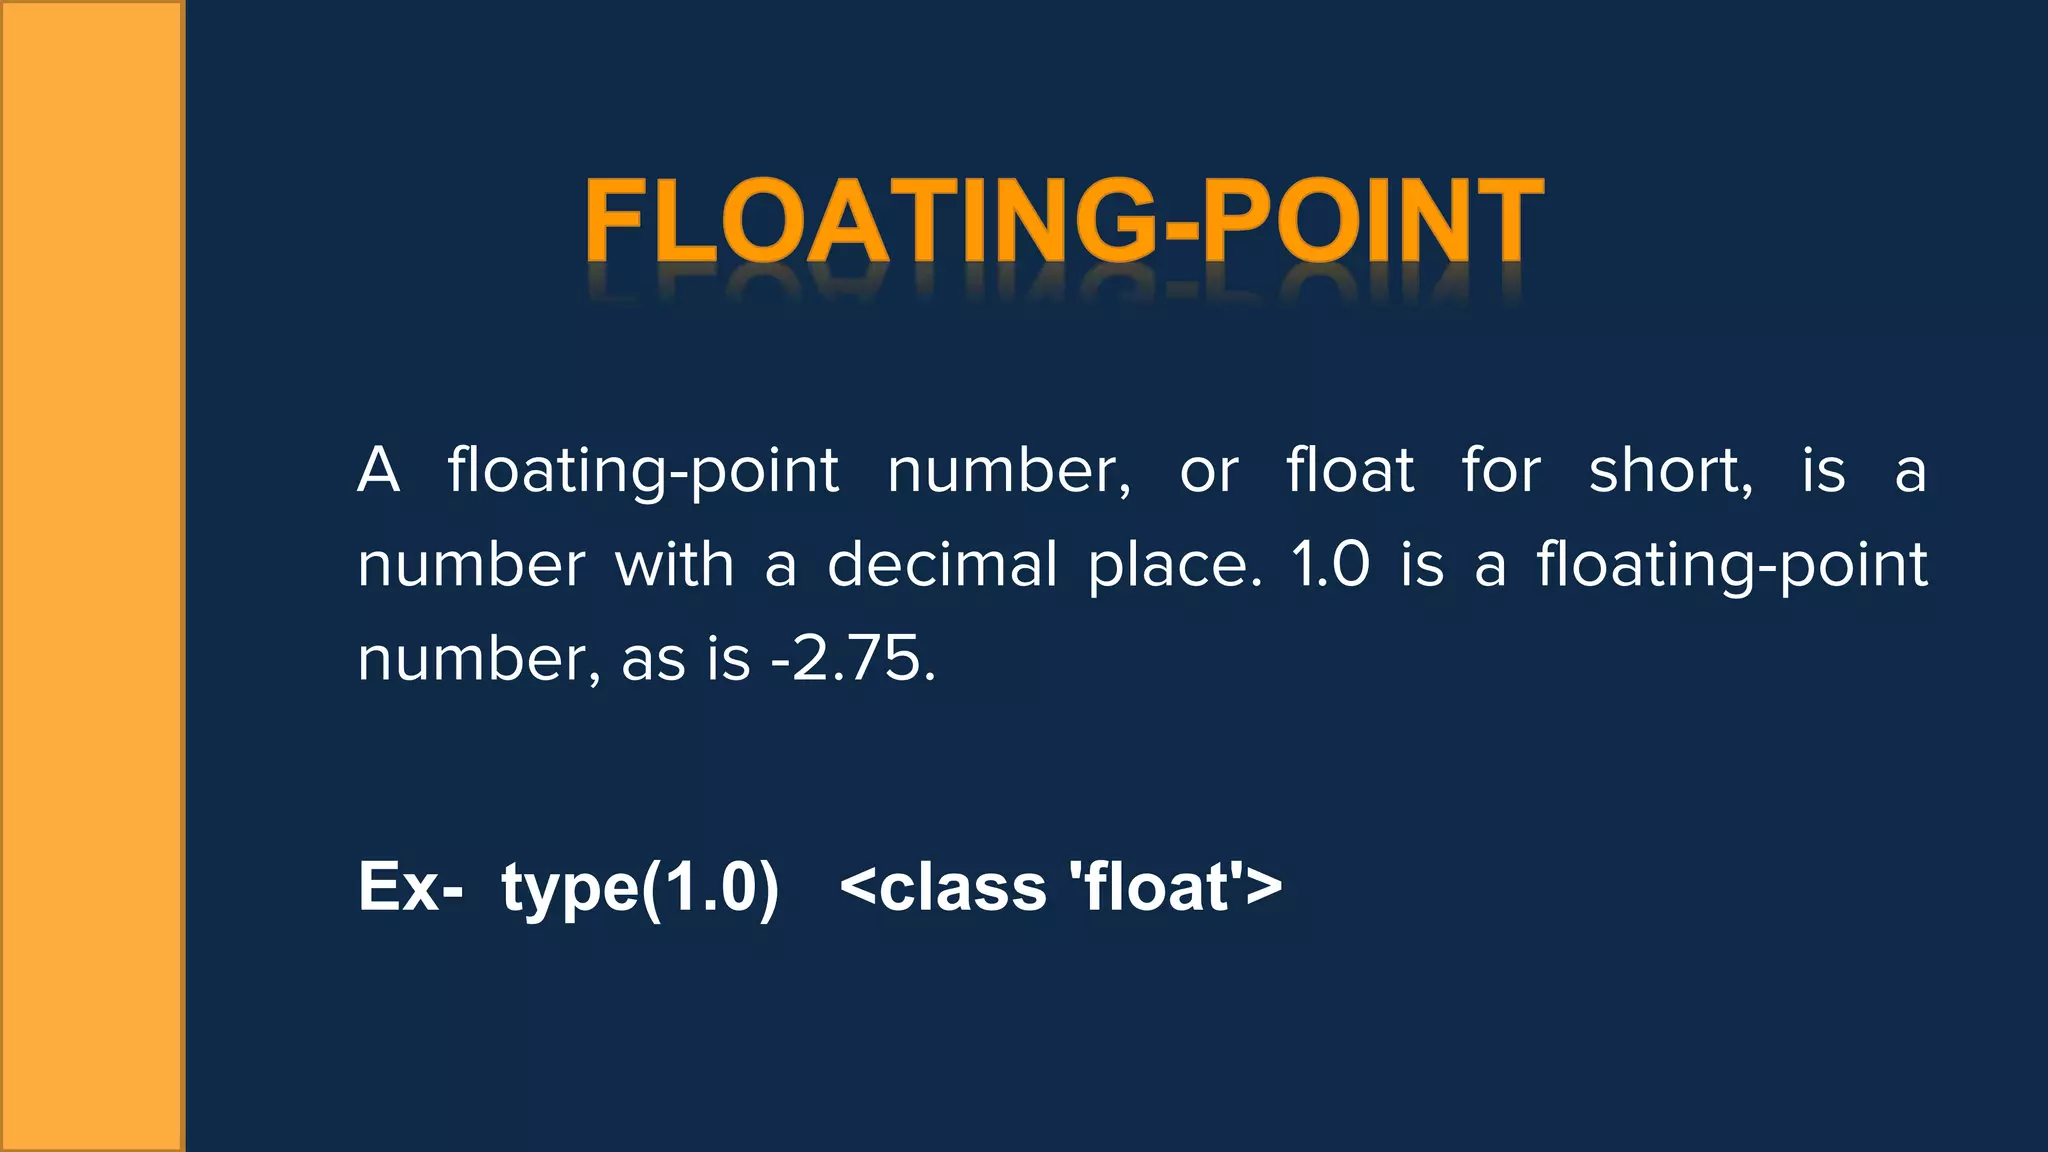 FLOATING-POINT
A floating-point number, or float for short, is a
number with a decimal place. 1.0 is a floating-point
number, as is -2.75.
Ex- type(1.0) <class 'float'>